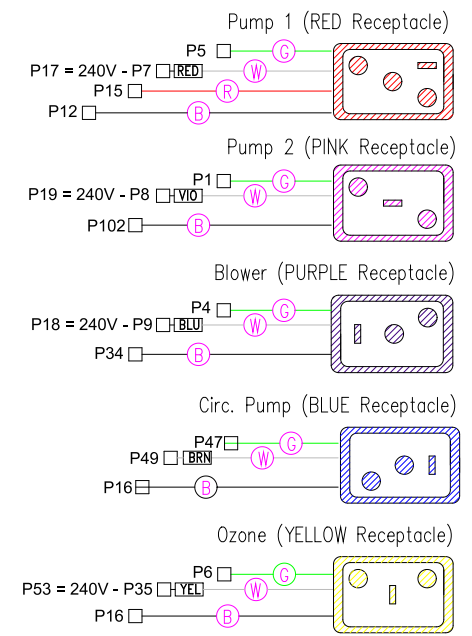 Pump 1 (RED Receptacle)
P5 G
P17 = 240V - P7 RED W
P15 R
P12 B
Pump 2 (PINK Receptacle)
P1 G
P19 = 240V - P8 VIO W
P102 B
Blower (PURPLE Receptacle)
P4 G
P18 = 240V - P9 BLU W
P34 B
Circ. Pump (BLUE Receptacle)
P47 G
P49 BRN W
P16 B
Ozone (YELLOW Receptacle)
P6 G
P53 = 240V - P35 YEL W
P16 B